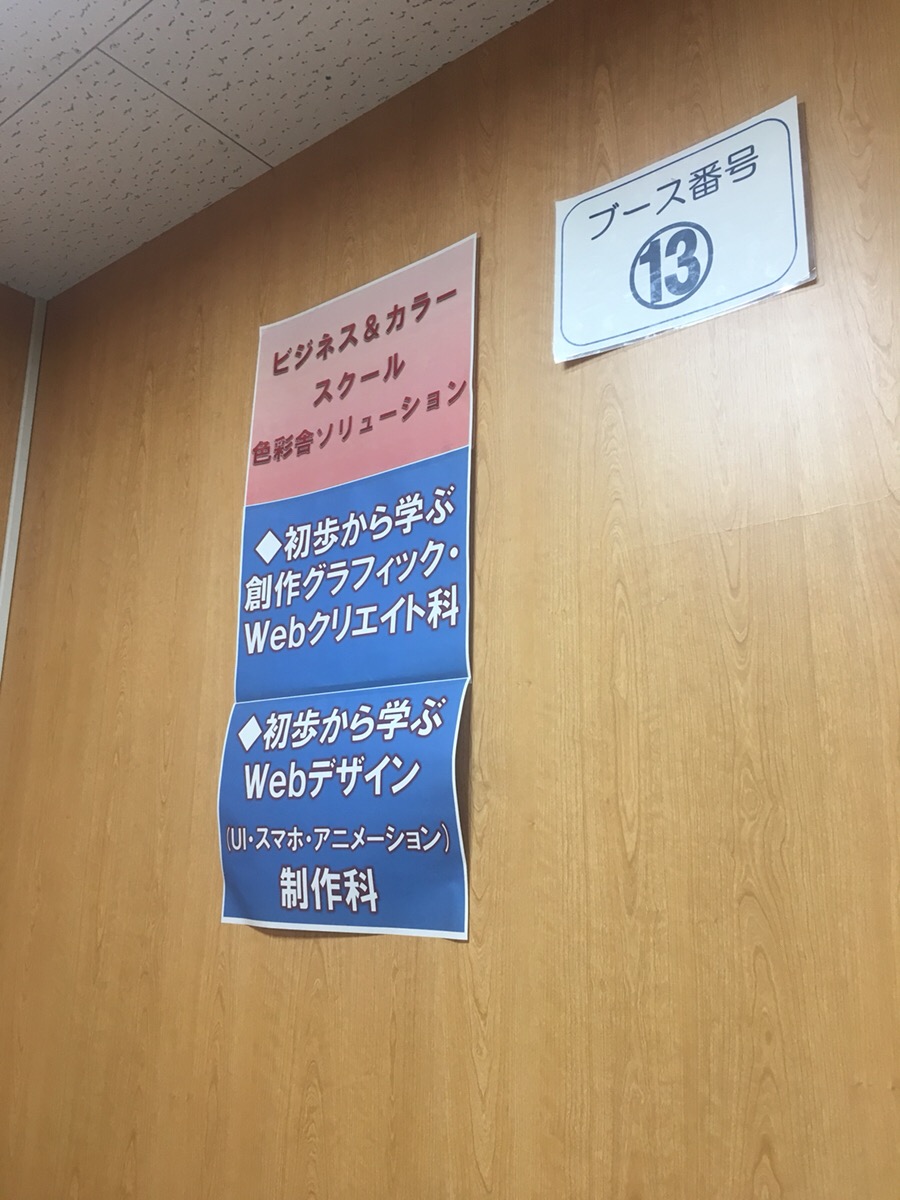 ブース番号
⑬
ビジネス&カラー
スクール
色彩舎ソリューション
◆初歩から学ぶ
創作グラフィック・
Webクリエイト科
◆初歩から学ぶ
Webデザイン
(UI・スマホ・アニメーション)
制作科